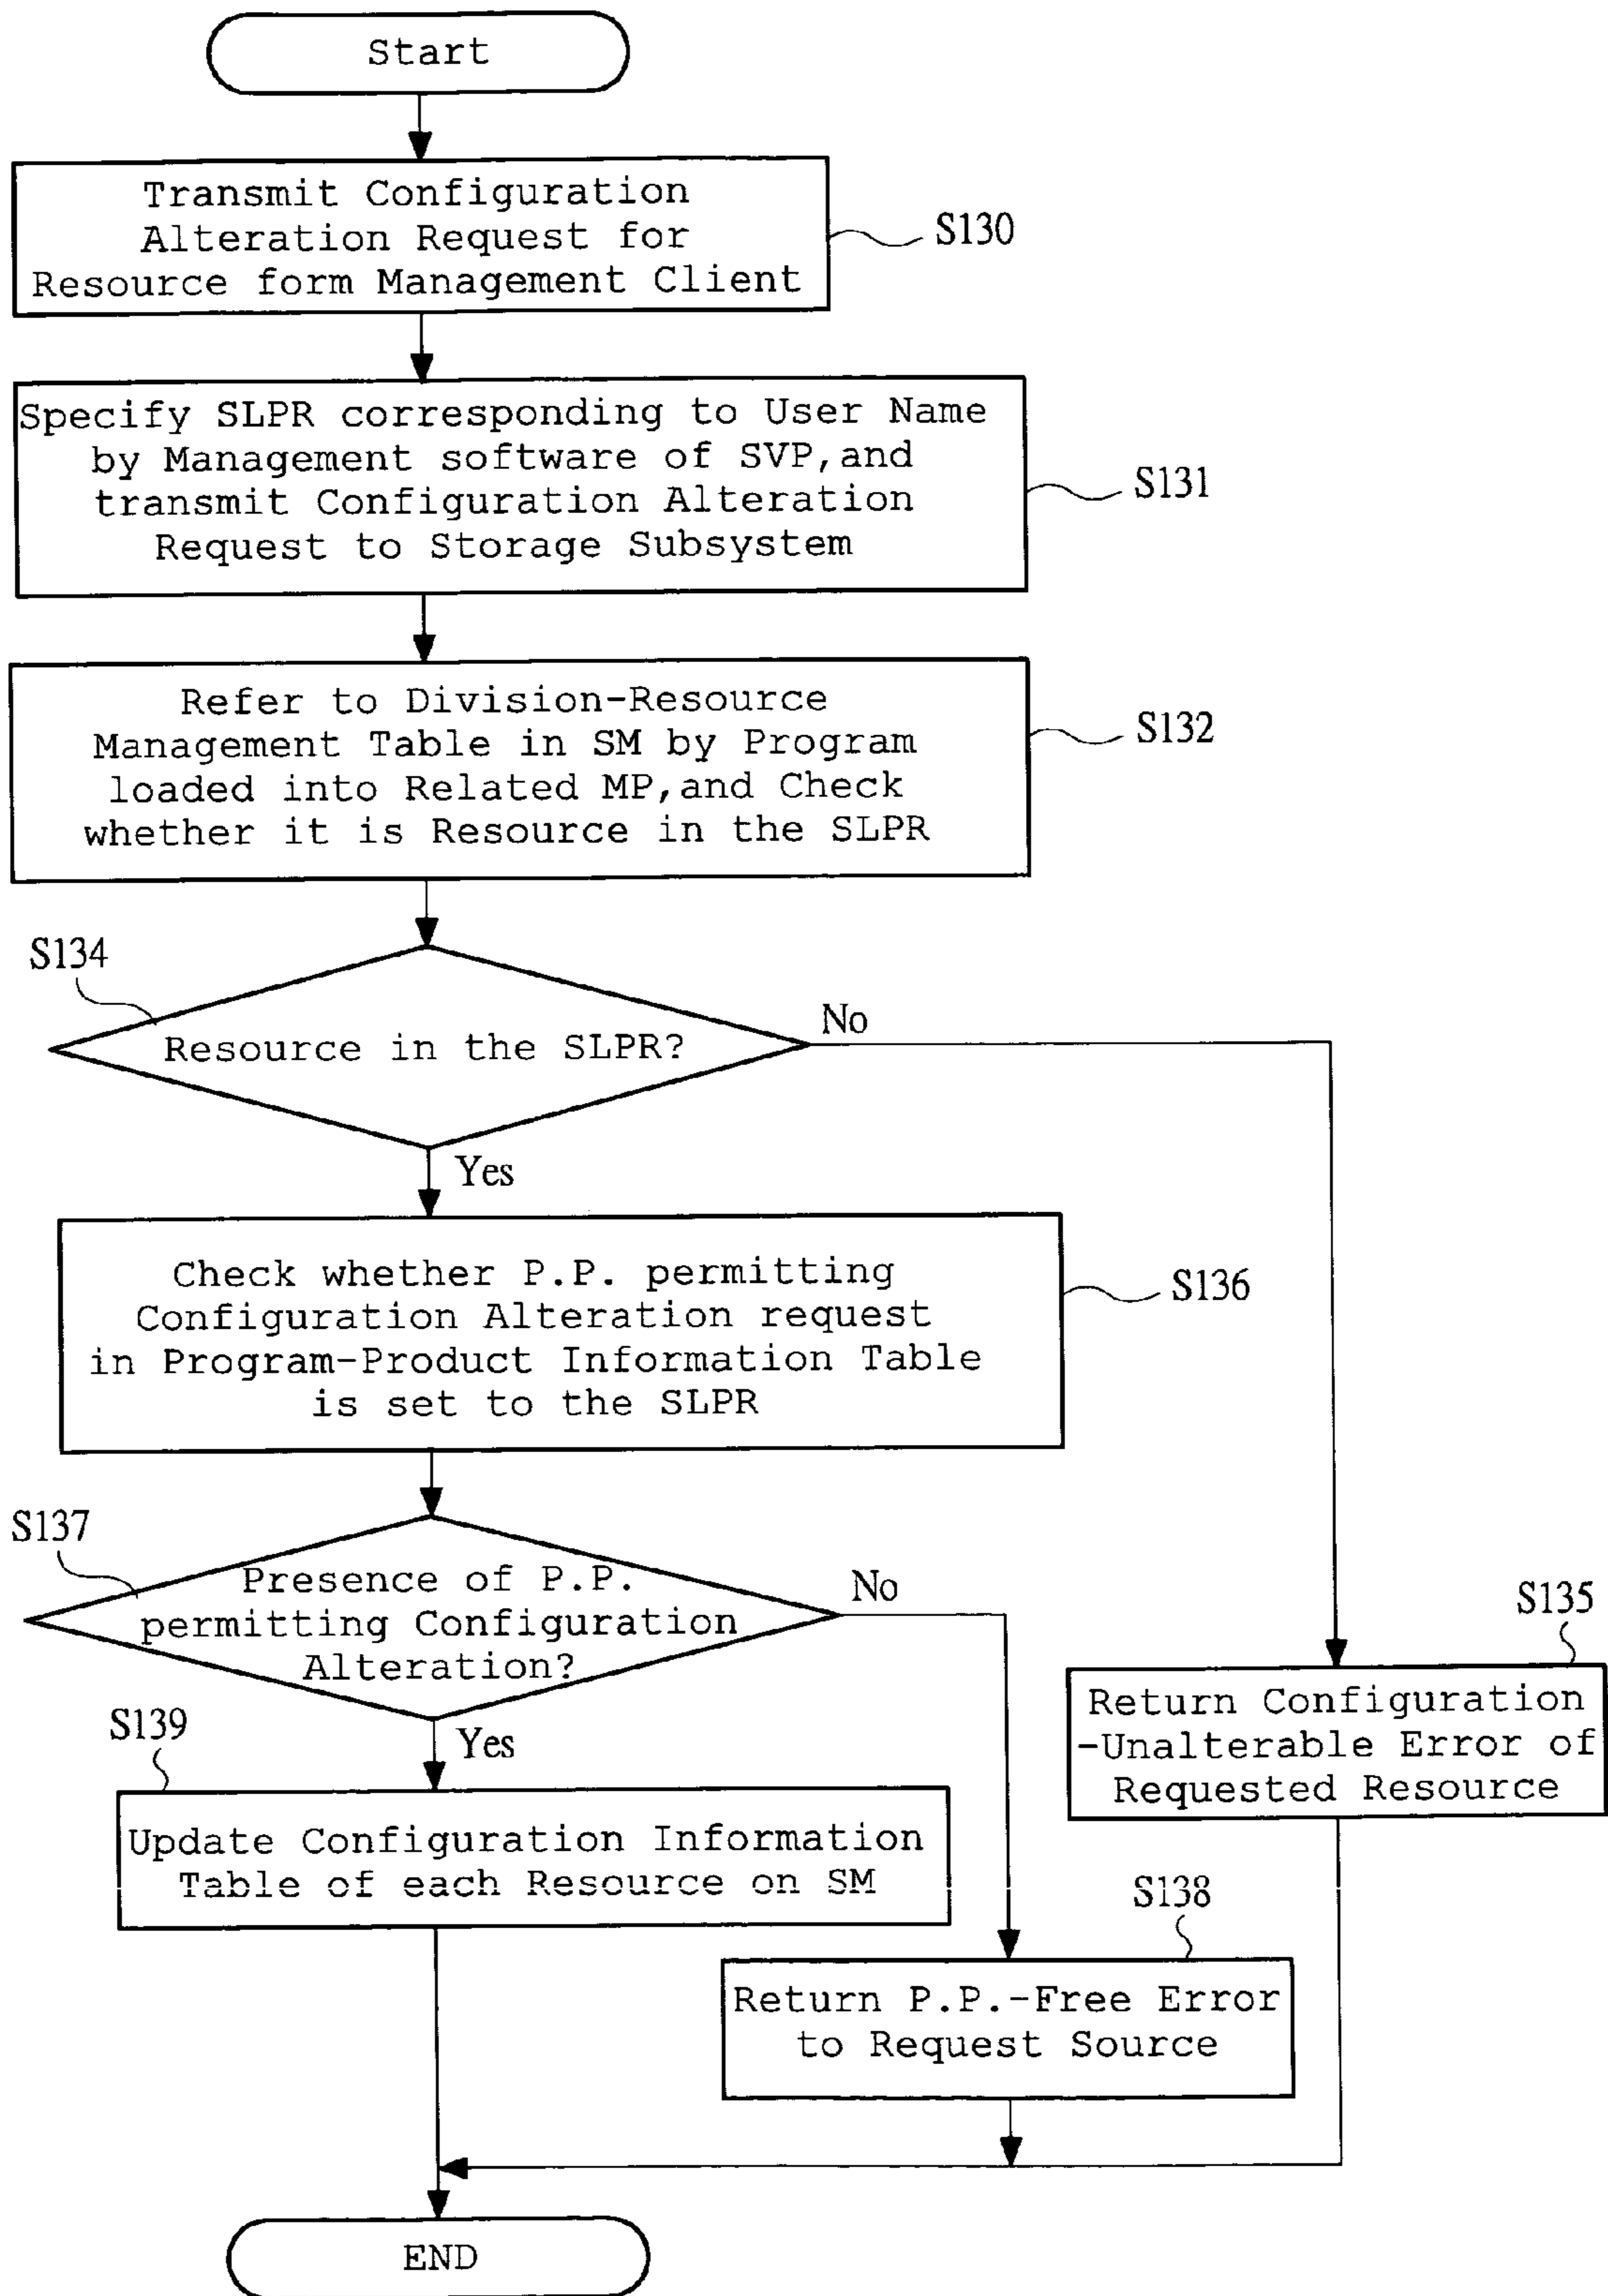 Start
Transmit Configuration
Alteration Request for
Resource form Management Client
S130
Specify SLPR corresponding to User Name
by Management software of SVP,and
transmit Configuration Alteration
Request to Storage Subsystem
S131
Refer to Division-Resource
Management Table in SM by Program
loaded into Related MP,and Check
whether it is Resource in the SLPR
S132
S134
Resource in the SLPR?
No
Yes
Check whether P.P. permitting
Configuration Alteration request
in Program-Product Information Table
is set to the SLPR
S136
S137
Presence of P.P.
permitting Configuration
Alteration?
No
Yes
S135
Return Configuration
-Unalterable Error of
Requested Resource
S139
Update Configuration Information
Table of each Resource on SM
S138
Return P.P.-Free Error
to Request Source
END